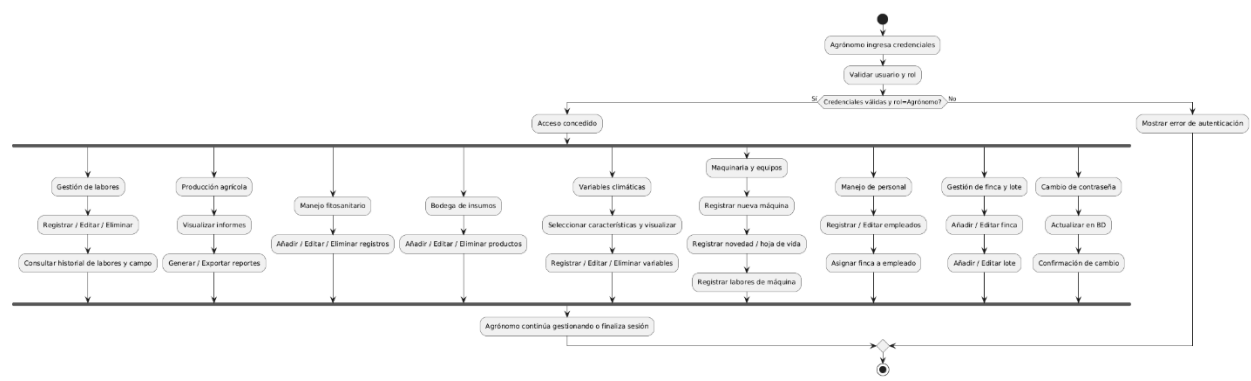 Agrónomo ingresa credenciales
Validar usuario y rol
Sí
Credenciales válidas y rol=Agrónomo?
No
Acceso concedido
Mostrar error de autenticación
Gestión de labores
Registrar / Editar / Eliminar
Consultar historial de labores y campo
Producción agrícola
Visualizar informes
Generar / Exportar reportes
Manejo fitosanitario
Añadir / Editar / Eliminar registros
Bodega de insumos
Añadir / Editar / Eliminar productos
Variables climáticas
Seleccionar características y visualizar
Registrar / Editar / Eliminar variables
Maquinaria y equipos
Registrar nueva máquina
Registrar novedad / hoja de vida
Registrar labores de máquina
Manejo de personal
Registrar / Editar empleados
Asignar finca a empleado
Gestión de finca y lote
Añadir / Editar finca
Añadir / Editar lote
Cambio de contraseña
Actualizar en BD
Confirmación de cambio
Agrónomo continúa gestionando o finaliza sesión